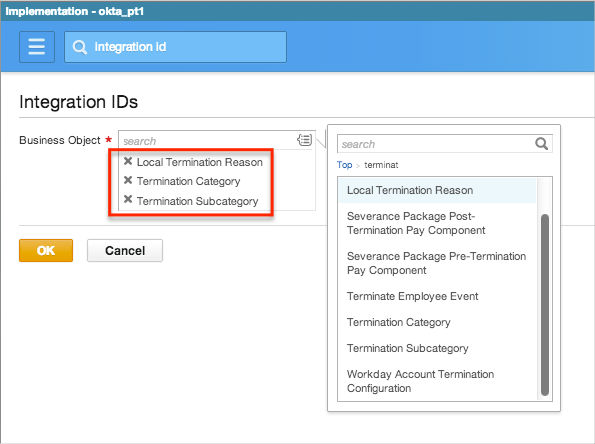 Implementation - okta_pt1
Integration id
Integration IDs
Business Object *
search
Local Termination Reason
Termination Category
Termination Subcategory
OK
Cancel
search
Top > terminat
Local Termination Reason
Severance Package Post-
Termination Pay Component
Severance Package Pre-Termination
Pay Component
Terminate Employee Event
Termination Category
Termination Subcategory
Workday Account Termination
Configuration